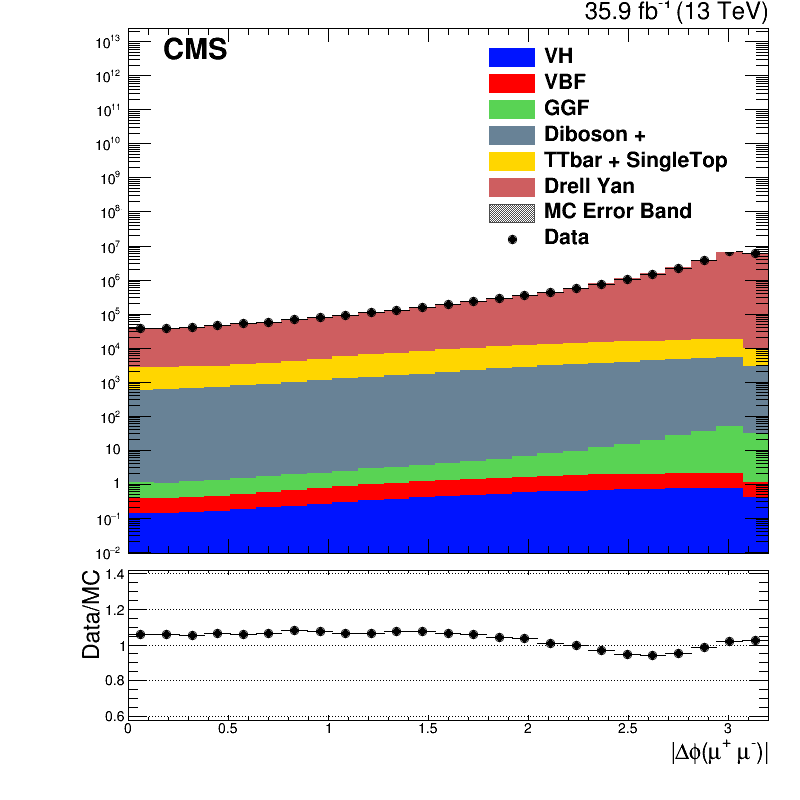 35.9 fb⁻¹ (13 TeV)
CMS
VH
VBF
GGF
Diboson +
TTbar + SingleTop
Drell Yan
MC Error Band
Data
10¹³
10¹²
10¹¹
10¹⁰
10⁹
10⁸
10⁷
10⁶
10⁵
10⁴
10³
10²
10
1
10⁻¹
10⁻²
Data/MC
1.4
1.2
1
0.8
0.6
0 0.5 1 1.5 2 2.5 3
|Δϕ(μ⁺ μ⁻)|